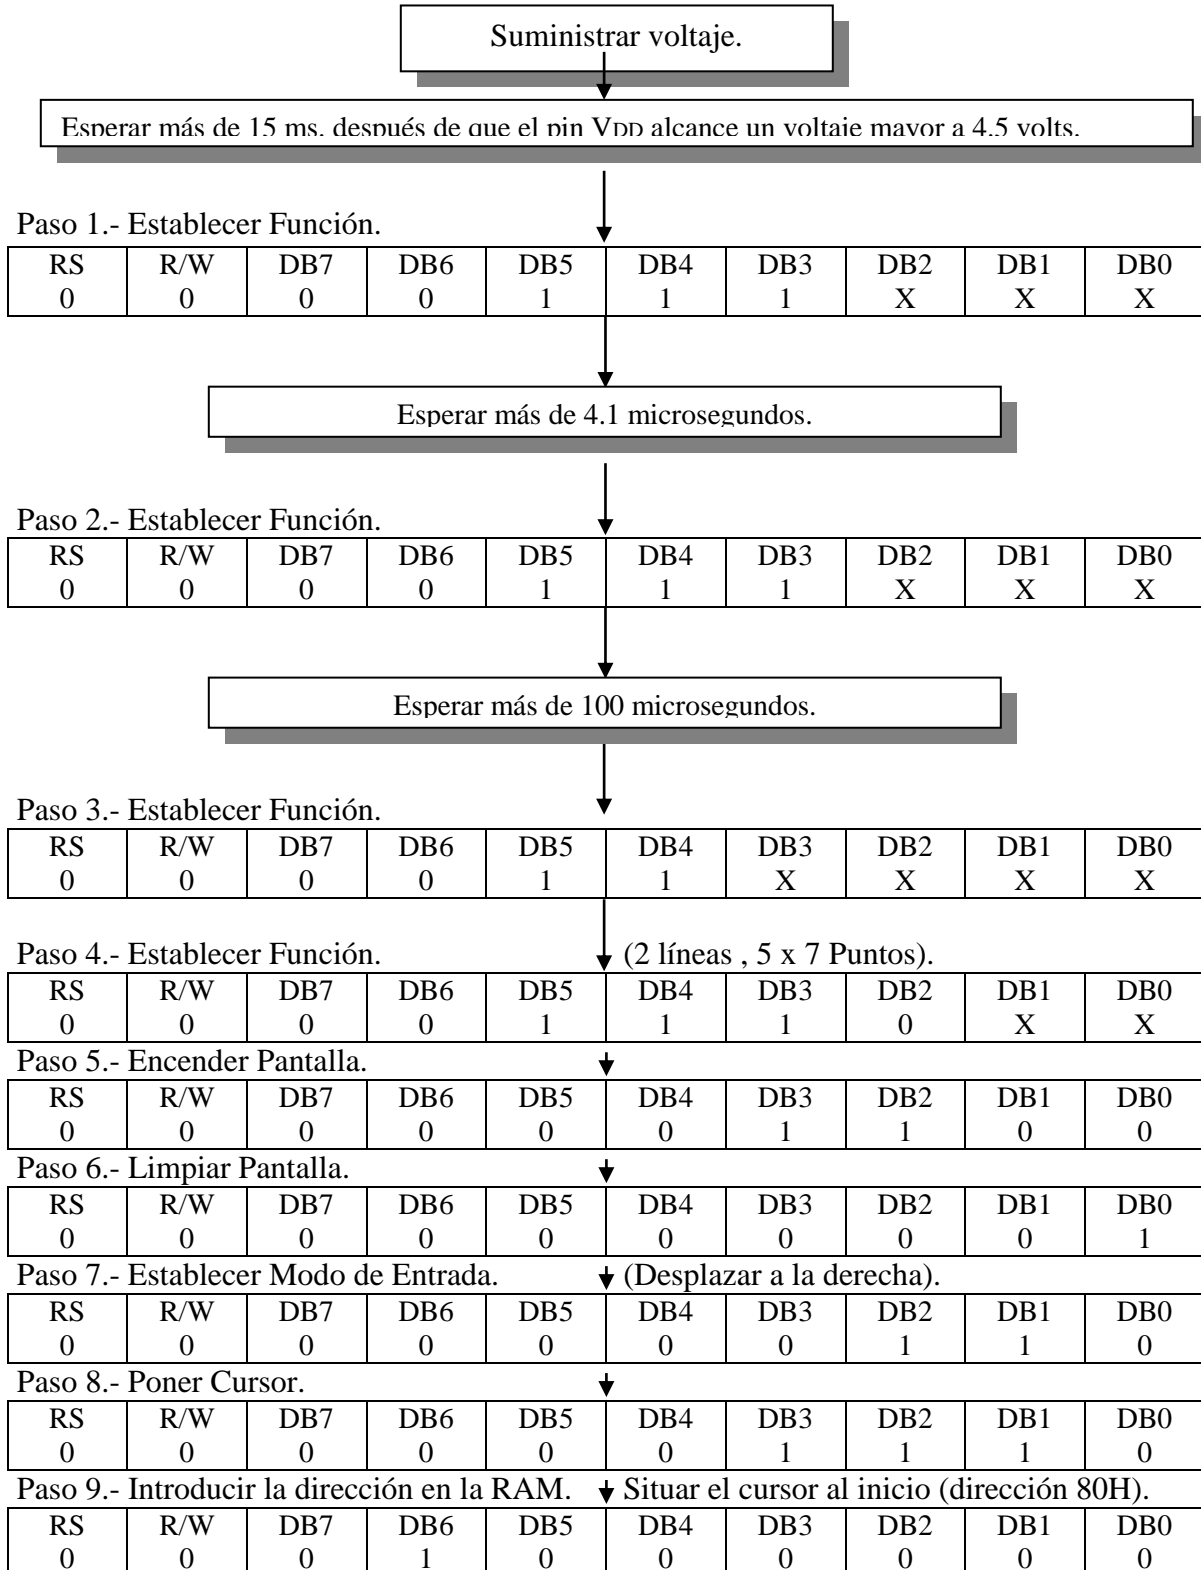 Suministrar voltaje.
Esperar más de 15 ms. después de que el pin VDD alcance un voltaje mayor a 4.5 volts.
Paso 1.- Establecer Función.
RS R/W DB7 DB6 DB5 DB4 DB3 DB2 DB1 DB0
0 0 0 0 1 1 1 X X X
Esperar más de 4.1 microsegundos.
Paso 2.- Establecer Función.
RS R/W DB7 DB6 DB5 DB4 DB3 DB2 DB1 DB0
0 0 0 0 1 1 1 X X X
Esperar más de 100 microsegundos.
Paso 3.- Establecer Función.
RS R/W DB7 DB6 DB5 DB4 DB3 DB2 DB1 DB0
0 0 0 0 1 1 X X X X
Paso 4.- Establecer Función. (2 líneas , 5 x 7 Puntos).
RS R/W DB7 DB6 DB5 DB4 DB3 DB2 DB1 DB0
0 0 0 0 1 1 1 0 X X
Paso 5.- Encender Pantalla.
RS R/W DB7 DB6 DB5 DB4 DB3 DB2 DB1 DB0
0 0 0 0 0 0 1 1 0 0
Paso 6.- Limpiar Pantalla.
RS R/W DB7 DB6 DB5 DB4 DB3 DB2 DB1 DB0
0 0 0 0 0 0 0 0 0 1
Paso 7.- Establecer Modo de Entrada. (Desplazar a la derecha).
RS R/W DB7 DB6 DB5 DB4 DB3 DB2 DB1 DB0
0 0 0 0 0 0 0 1 1 0
Paso 8.- Poner Cursor.
RS R/W DB7 DB6 DB5 DB4 DB3 DB2 DB1 DB0
0 0 0 0 0 0 1 1 1 0
Paso 9.- Introducir la dirección en la RAM. Situar el cursor al inicio (dirección 80H).
RS R/W DB7 DB6 DB5 DB4 DB3 DB2 DB1 DB0
0 0 0 1 0 0 0 0 0 0